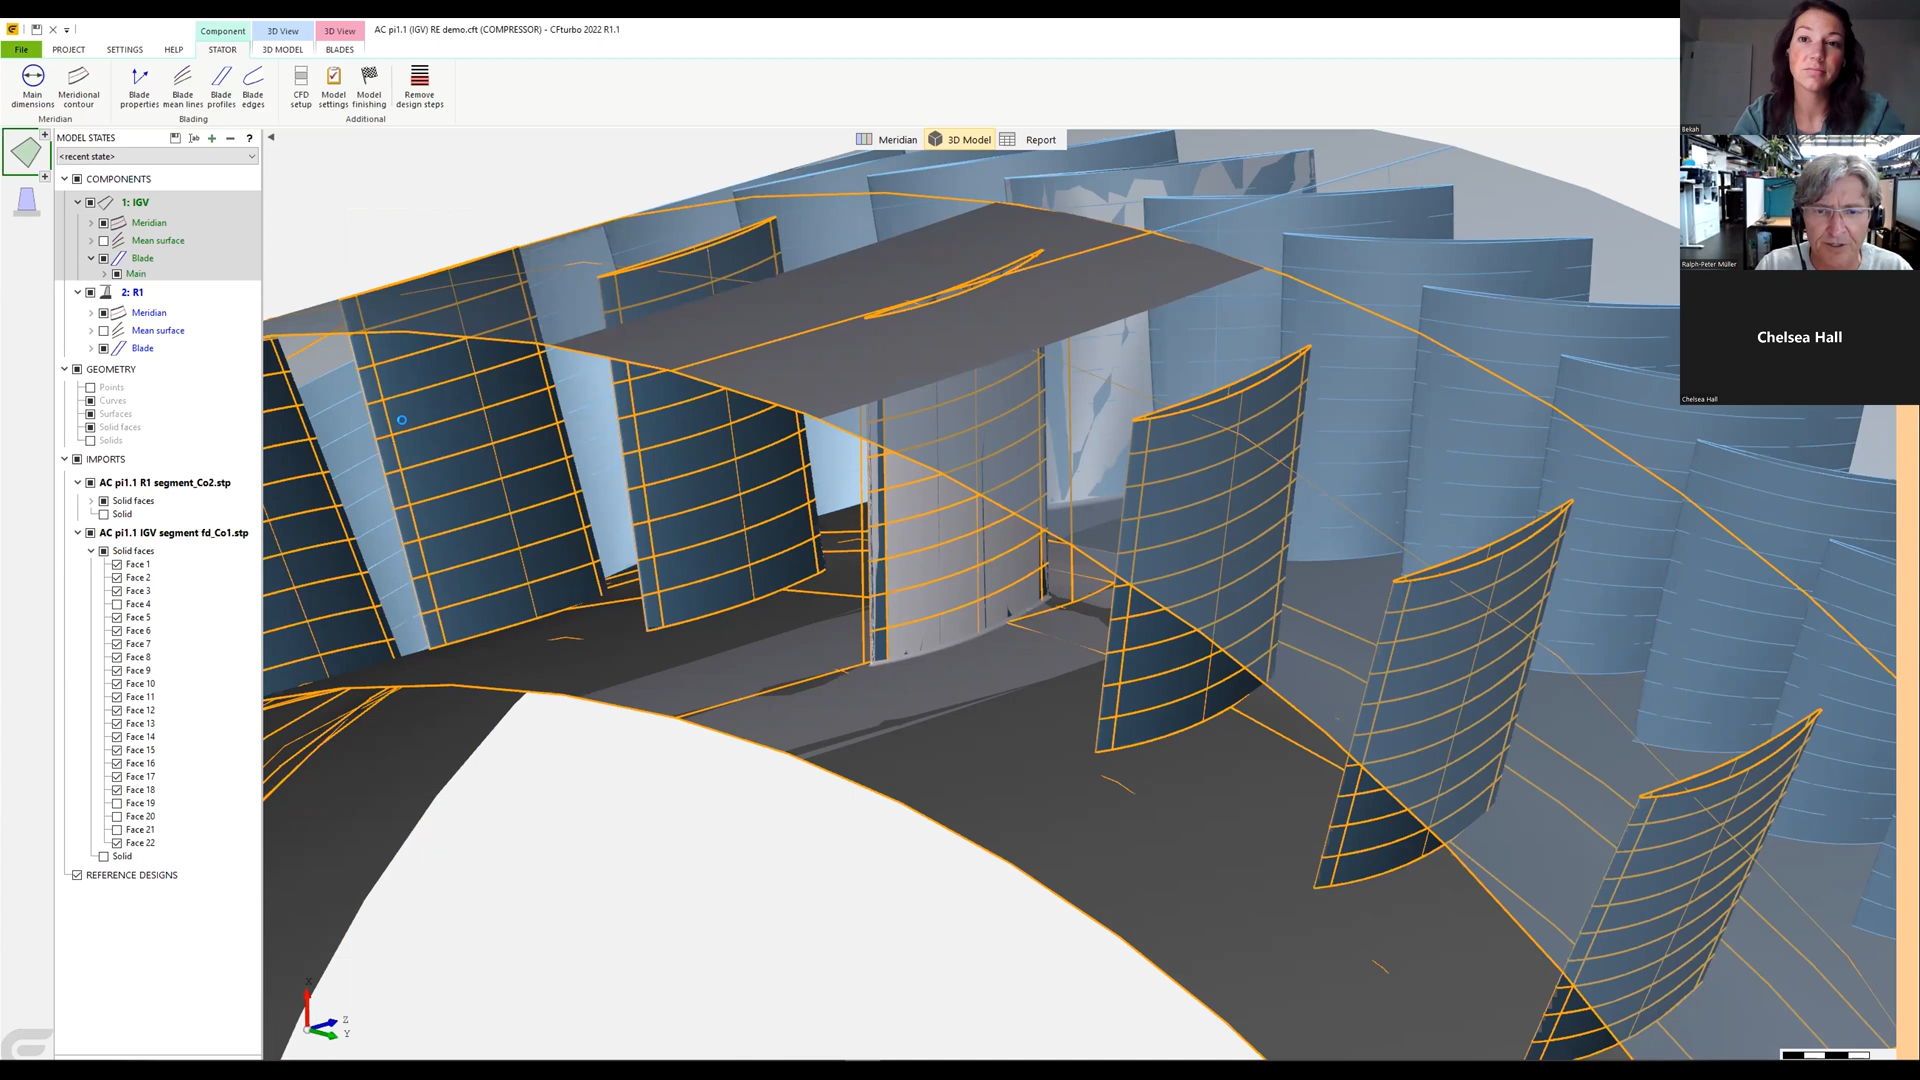 Component
3D View
3D View
AC pi1.1 (IGV) RE demo.cft (COMPRESSOR) - CFturbo 2022 R1.1
File
PROJECT
SETTINGS
HELP
STATOR
3D MODEL
BLADES
Main dimensions
Meridional contour
Blade properties
Blade mean lines
Blade profiles
Blade edges
CFD setup
Model settings
Model finishing
Remove design steps
Meridian
Blading
Additional
MODEL STATES
?
<recent state>
COMPONENTS
1: IGV
Meridian
Mean surface
Blade
Main
2: R1
Meridian
Mean surface
Blade
GEOMETRY
Points
Curves
Surfaces
Solid faces
Solids
IMPORTS
AC pi1.1 R1 segment_Co2.stp
Solid faces
Solid
AC pi1.1 IGV segment fd_Co1.stp
Solid faces
Face 1
Face 2
Face 3
Face 4
Face 5
Face 6
Face 7
Face 8
Face 9
Face 10
Face 11
Face 12
Face 13
Face 14
Face 15
Face 16
Face 17
Face 18
Face 19
Face 20
Face 21
Face 22
Solid
REFERENCE DESIGNS
Meridian
3D Model
Report
X
Z
Y
Bekah
Ralph-Peter Müller
Chelsea Hall
Chelsea Hall